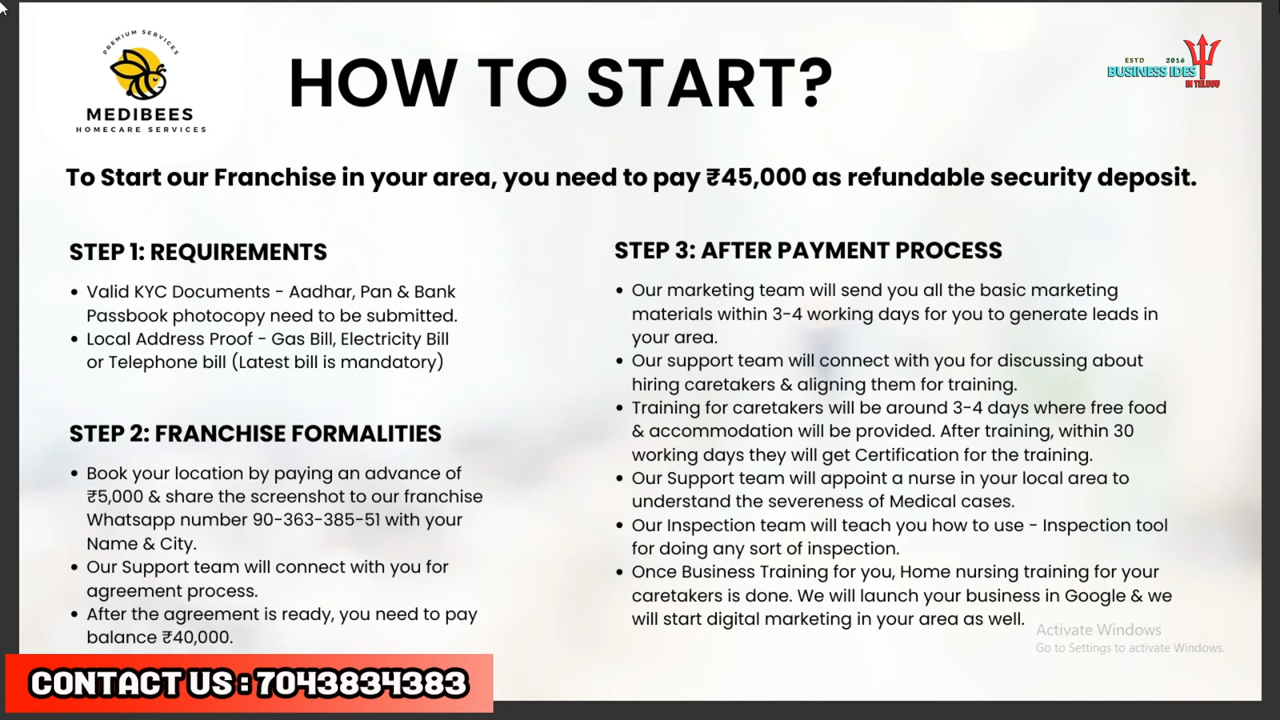 PREMIUM SERVICES
MEDIBEES
HOMECARE SERVICES
HOW TO START?
ESTD 2016
BUSINESS IDES
IN TELUGU
To Start our Franchise in your area, you need to pay ₹45,000 as refundable security deposit.
STEP 1: REQUIREMENTS
• Valid KYC Documents - Aadhar, Pan & Bank
Passbook photocopy need to be submitted.
• Local Address Proof - Gas Bill, Electricity Bill
or Telephone bill (Latest bill is mandatory)
STEP 2: FRANCHISE FORMALITIES
• Book your location by paying an advance of
₹5,000 & share the screenshot to our franchise
Whatsapp number 90-363-385-51 with your
Name & City.
• Our Support team will connect with you for
agreement process.
• After the agreement is ready, you need to pay
balance ₹40,000.
STEP 3: AFTER PAYMENT PROCESS
• Our marketing team will send you all the basic marketing
materials within 3-4 working days for you to generate leads in
your area.
• Our support team will connect with you for discussing about
hiring caretakers & aligning them for training.
• Training for caretakers will be around 3-4 days where free food
& accommodation will be provided. After training, within 30
working days they will get Certification for the training.
• Our Support team will appoint a nurse in your local area to
understand the severeness of Medical cases.
• Our Inspection team will teach you how to use - Inspection tool
for doing any sort of inspection.
• Once Business Training for you, Home nursing training for your
caretakers is done. We will launch your business in Google & we
will start digital marketing in your area as well.
Activate Windows
Go to Settings to activate Windows.
CONTACT US : 7043834383